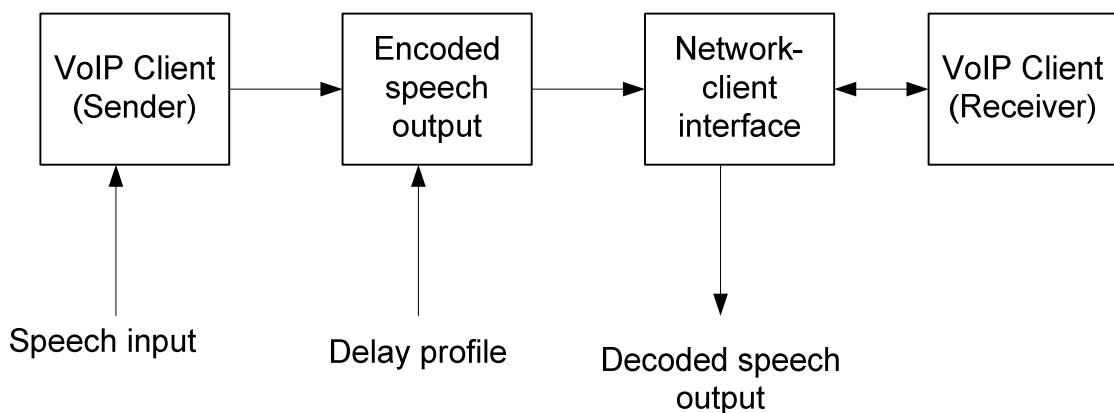 VoIP Client
(Sender)
Encoded
speech
output
Network-
client
interface
VoIP Client
(Receiver)
Speech input
Delay profile
Decoded speech
output